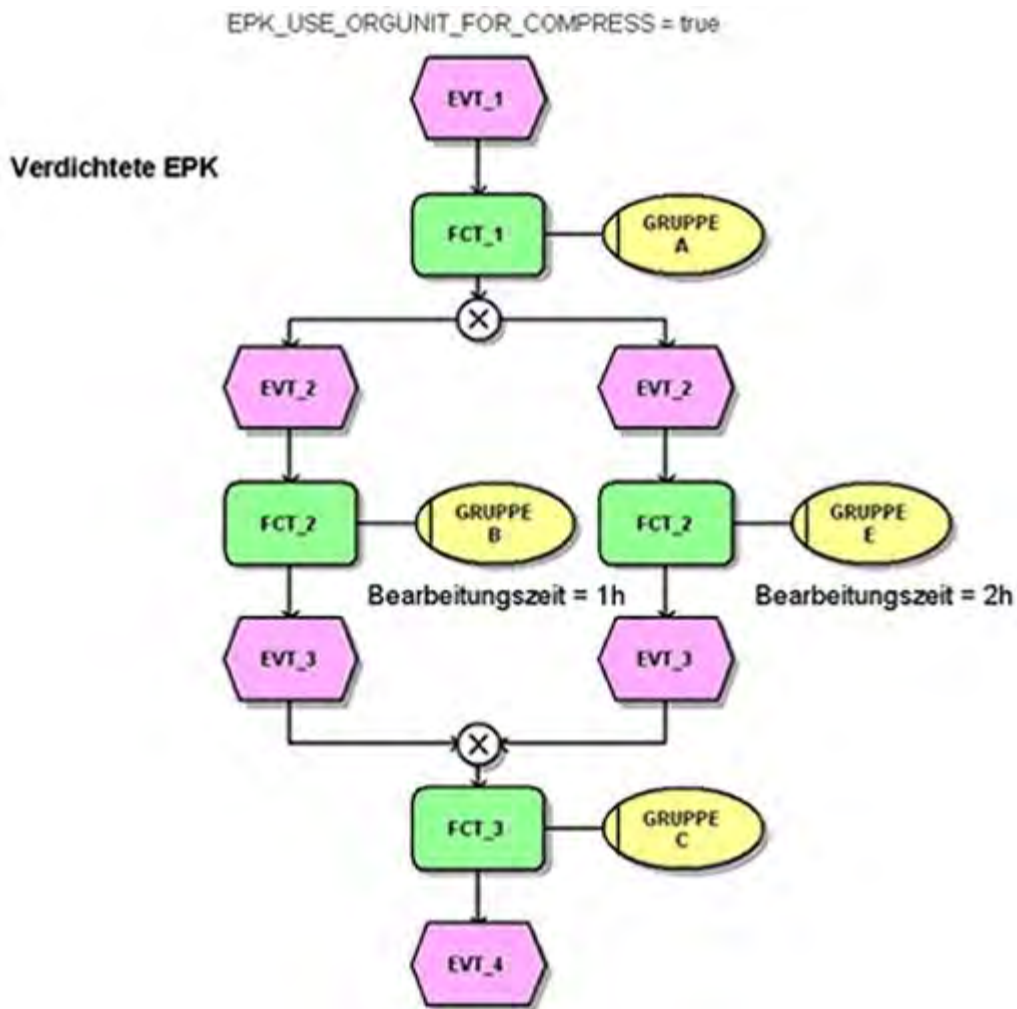 EPK_USE_ORGUNIT_FOR_COMPRESS = true
EVT_1
Verdichtete EPK
FCT_1
GRUPPE
A
EVT_2
EVT_2
FCT_2
GRUPPE
B
FCT_2
GRUPPE
E
Bearbeitungszeit = 1h
Bearbeitungszeit = 2h
EVT_3
EVT_3
FCT_3
GRUPPE
C
EVT_4